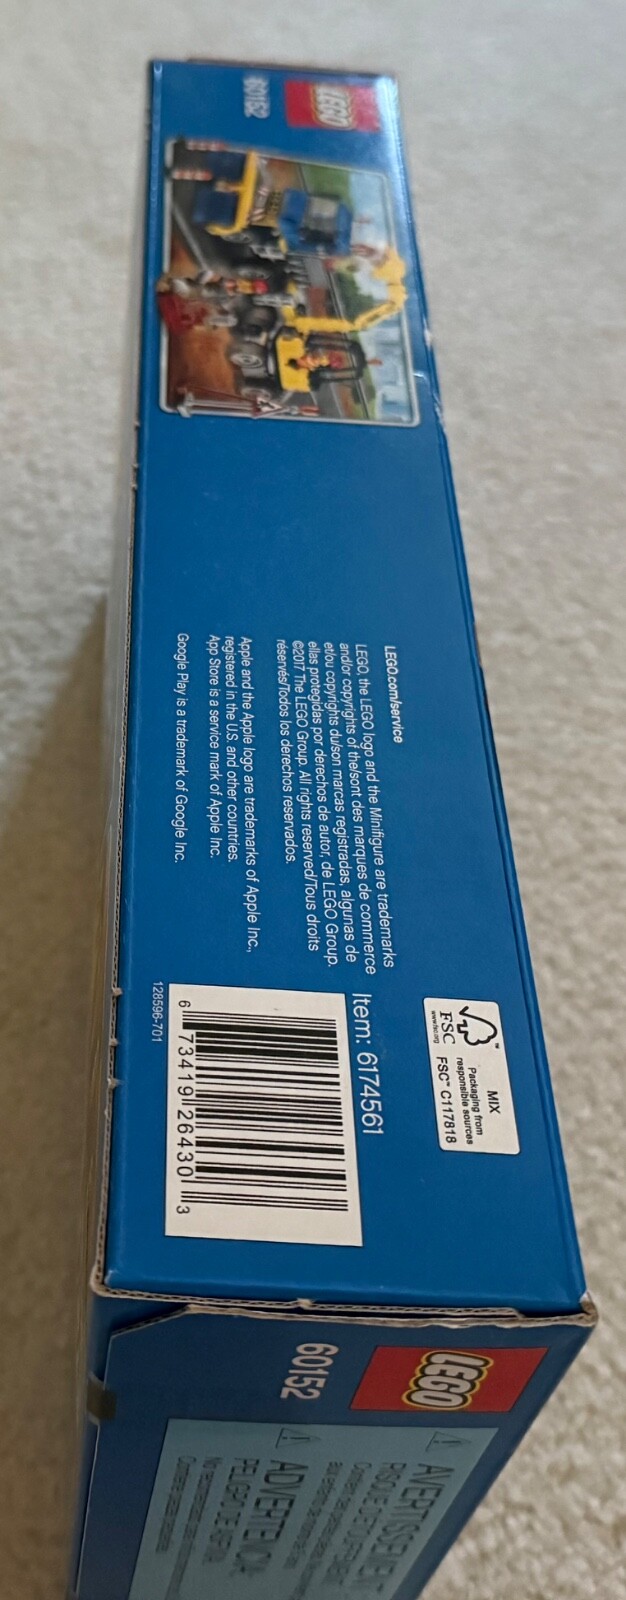 LEGO
60152
LEGO.com/service
LEGO, the LEGO logo and the Minifigure are trademarks
and/or copyrights of the/sont des marques de commerce
et/ou copyrights du/son marcas registradas, algunas de
ellas protegidas por derechos de autor, de LEGO Group.
©2017 The LEGO Group. All rights reserved/Tous droits
réservés/Todos los derechos reservados.
Apple and the Apple logo are trademarks of Apple Inc.,
registered in the U.S. and other countries.
App Store is a service mark of Apple Inc.
Google Play is a trademark of Google Inc.
MIX
Packaging from
responsible sources
FSC
www.fsc.org
FSC™ C117818
Item: 6174561
6 73419 26430 3
128596-701
LEGO
60152
AVERTISSEMENT
ADVERTENCIA